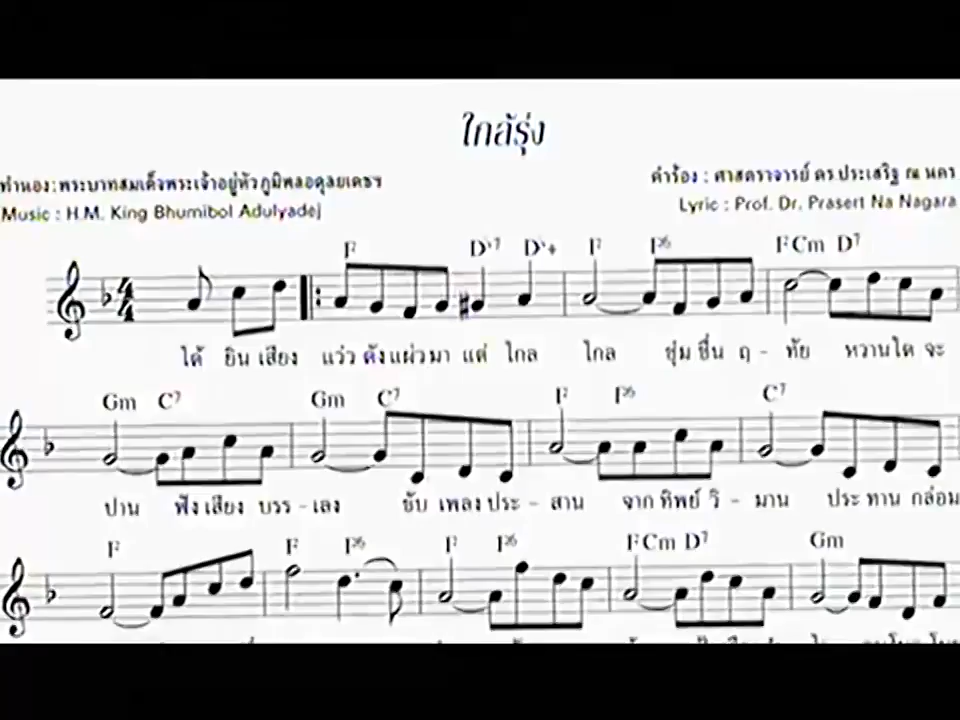 ใกล้รุ่ง
ทำนอง : พระบาทสมเด็จพระเจ้าอยู่หัวภูมิพลอดุลยเดชฯ
คำร้อง : ศาสตราจารย์ ดร.ประเสริฐ ณ นคร
Music : H.M. King Bhumibol Adulyadej
Lyric : Prof. Dr. Prasert Na Nagara
F D♭7 D♭+ F F6 F Cm D7
ได้ ยิน เสียง แว่ว ดัง แผ่ว มา แต่ ไกล ไกล ชุ่ม ชื่น ฤ - ทัย หวาน ใด จะ
Gm C7 Gm C7 F F6 C7
ปาน ฟัง เสียง บรร - เลง ขับ เพลง ประ - สาน จาก ทิพย์ วิ - มาน ประ ทาน กล่อม
F F F6 F F6 F Cm D7 Gm